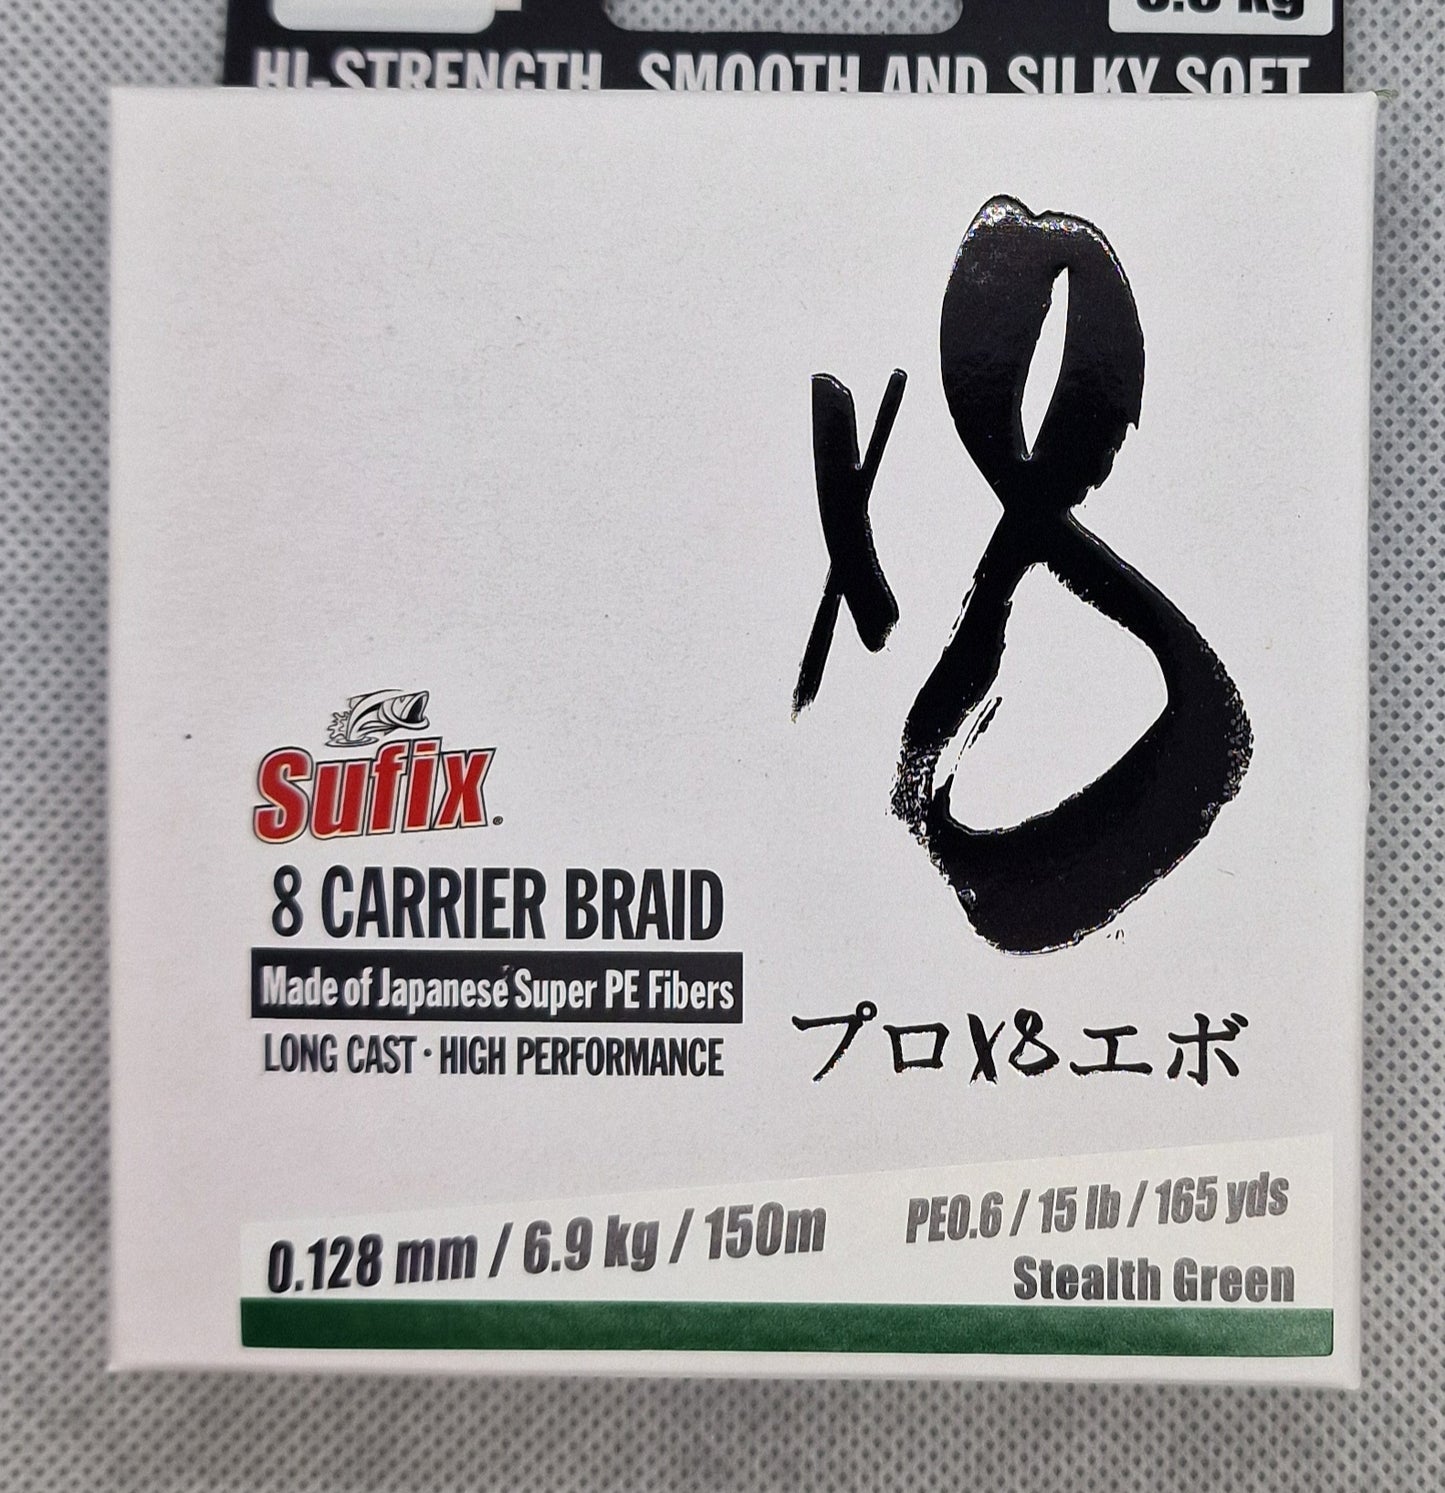 HI-STRENGTH SMOOTH AND SILKY SOFT
X8
Sufix®
8 CARRIER BRAID
Made of Japanese Super PE Fibers
LONG CAST · HIGH PERFORMANCE
プロX8エボ
0.128 mm / 6.9 kg / 150m
PE0.6 / 15 lb / 165 yds
Stealth Green